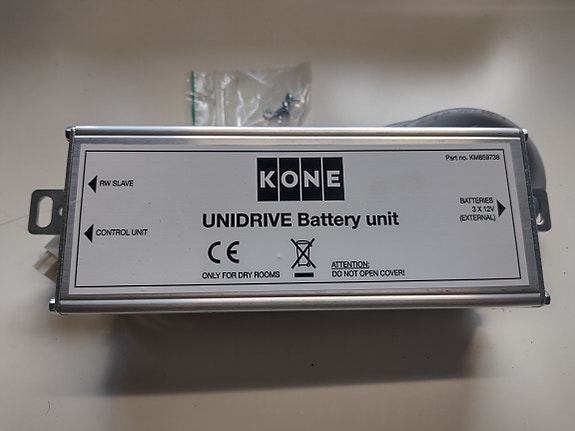 Part no. KM859738
KONE
RW SLAVE
BATTERIES
3 X 12V
(EXTERNAL)
UNIDRIVE Battery unit
CONTROL UNIT
CE
ONLY FOR DRY ROOMS
ATTENTION:
DO NOT OPEN COVER!